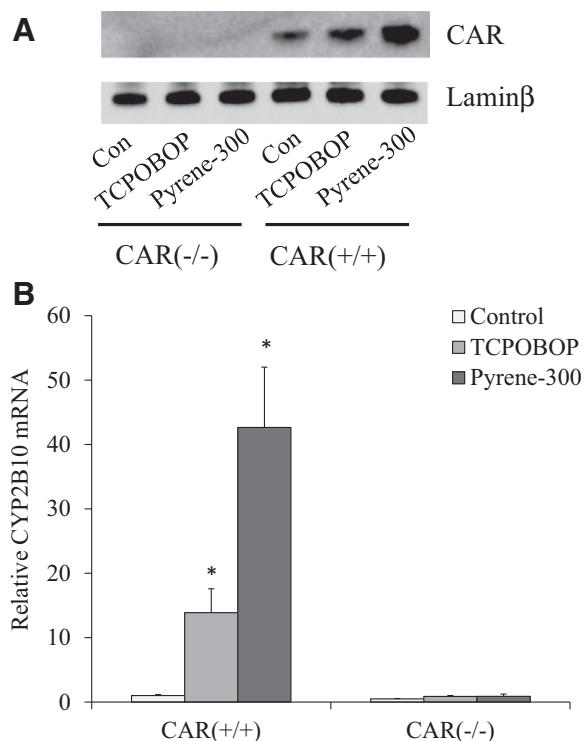 A
CAR
Laminβ
Con
TCPOBOP
Pyrene-300
Con
TCPOBOP
Pyrene-300
CAR(-/-)
CAR(+/+)
B
60
50
40
30
20
10
0
Relative CYP2B10 mRNA
Control
TCPOBOP
Pyrene-300
*
*
CAR(+/+)
CAR(-/-)